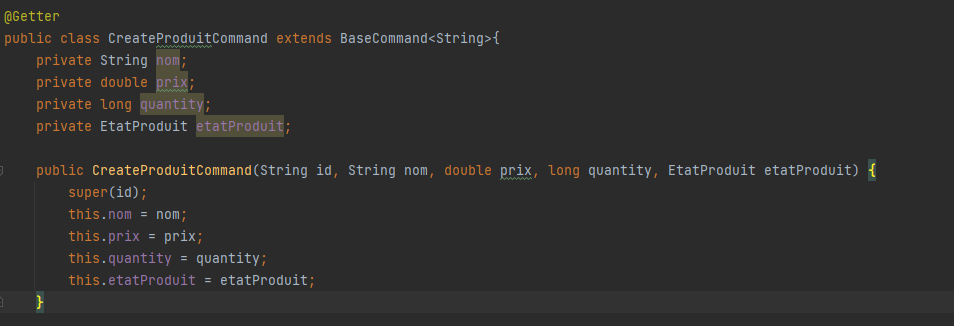 @Getter
public class CreateProduitCommand extends BaseCommand<String>{
private String nom;
private double prix;
private long quantity;
private EtatProduit etatProduit;
public CreateProduitCommand(String id, String nom, double prix, long quantity, EtatProduit etatProduit) {
super(id);
this.nom = nom;
this.prix = prix;
this.quantity = quantity;
this.etatProduit = etatProduit;
}